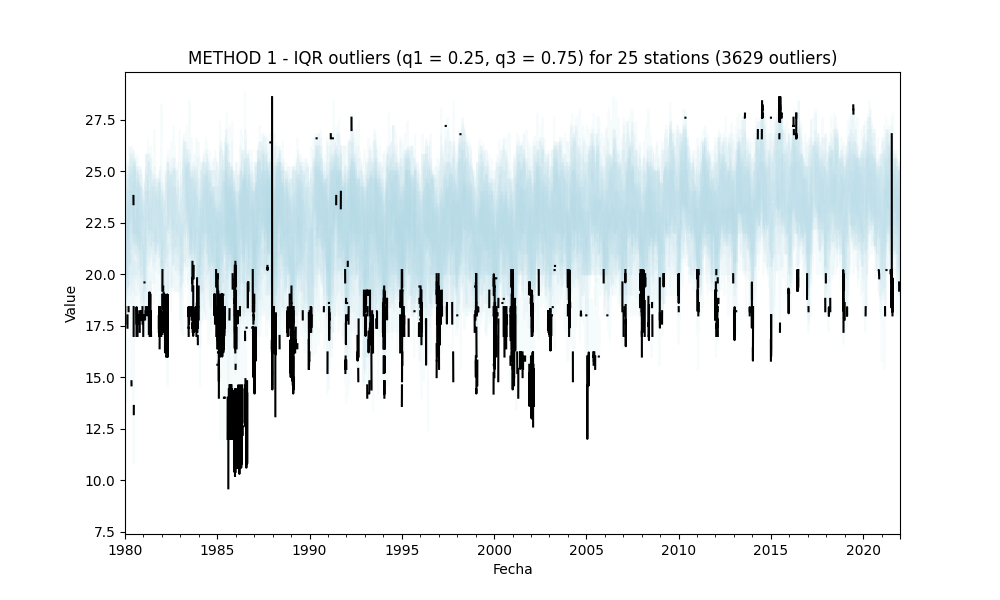 METHOD 1 - IQR outliers (q1 = 0.25, q3 = 0.75) for 25 stations (3629 outliers)
27.5
25.0
22.5
20.0
17.5
15.0
12.5
10.0
7.5
Value
1980 1985 1990 1995 2000 2005 2010 2015 2020
Fecha